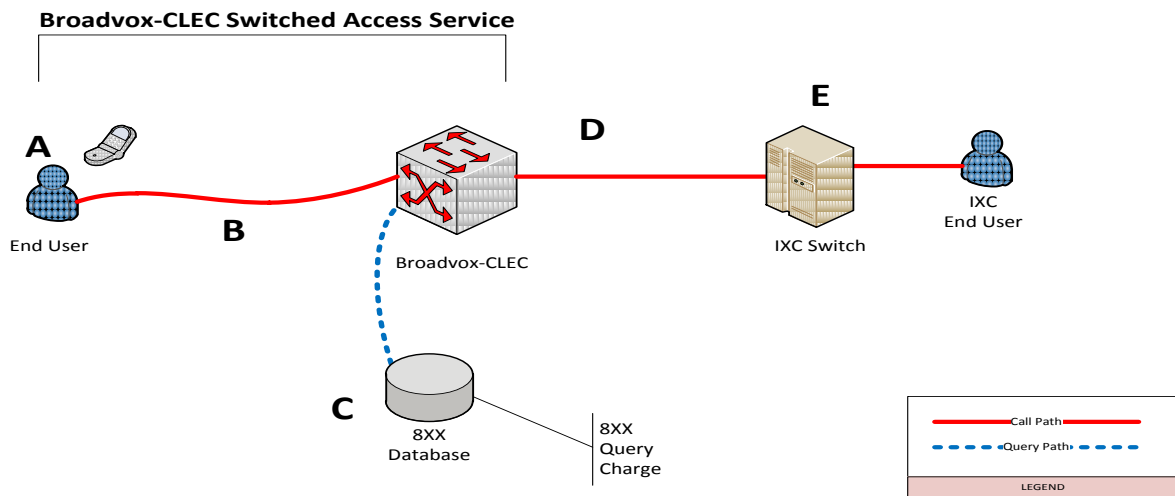 Broadvox-CLEC Switched Access Service
A
B
C
D
E
End User
Broadvox-CLEC
IXC Switch
IXC
End User
8XX
Database
8XX
Query
Charge
Call Path
Query Path
LEGEND